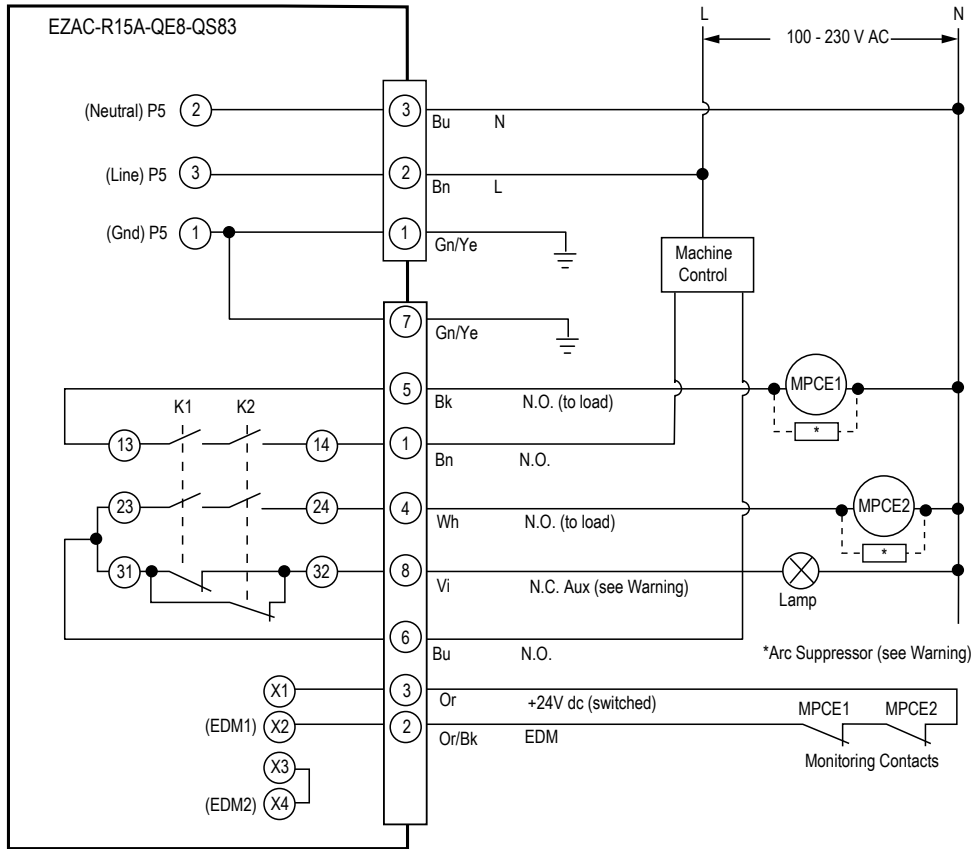 EZAC-R15A-QE8-QS83
L
N
100 - 230 V AC
(Neutral) P5 2
3
Bu N
(Line) P5 3
2
Bn L
(Gnd) P5 1
1
Gn/Ye
Machine
Control
7
Gn/Ye
5
Bk N.O. (to load)
MPCE1
*
K1 K2
13 14
1
Bn N.O.
23 24
4
Wh N.O. (to load)
MPCE2
*
31 32
8
Vi N.C. Aux (see Warning)
Lamp
6
Bu N.O.
*Arc Suppressor (see Warning)
X1
3
Or +24V dc (switched)
MPCE1 MPCE2
(EDM1) X2
2
Or/Bk EDM
Monitoring Contacts
X3
(EDM2) X4